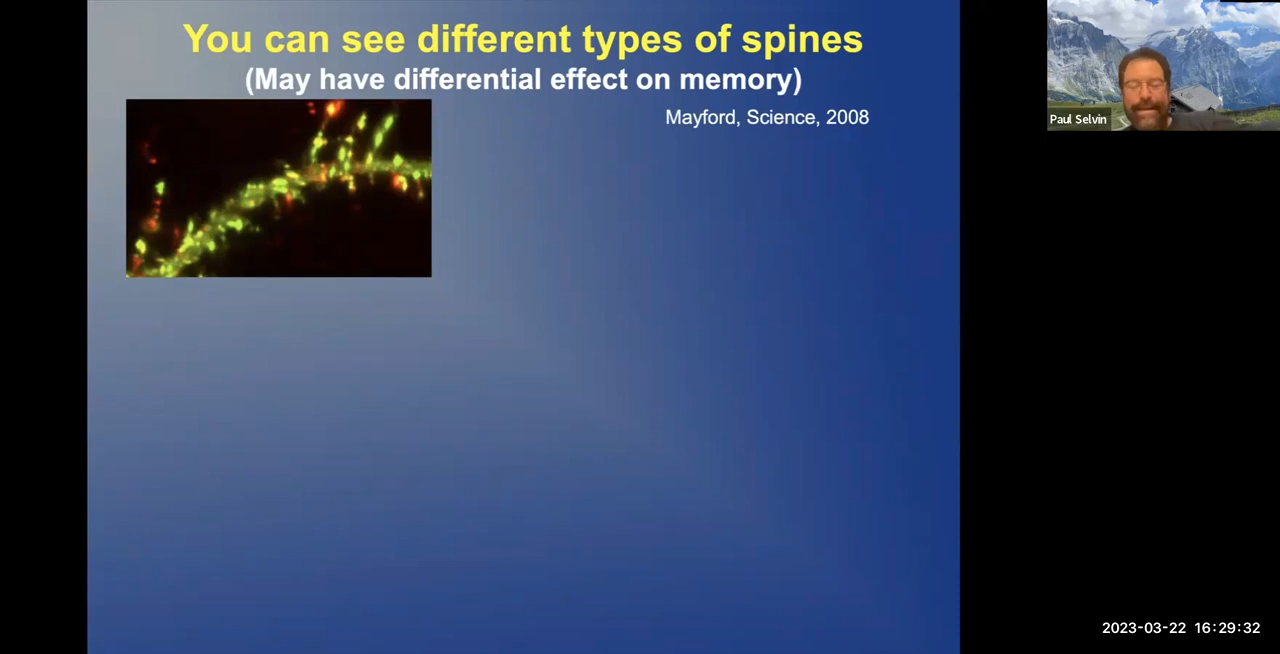 You can see different types of spines
(May have differential effect on memory)
Mayford, Science, 2008
Paul Selvin
2023-03-22 16:29:32